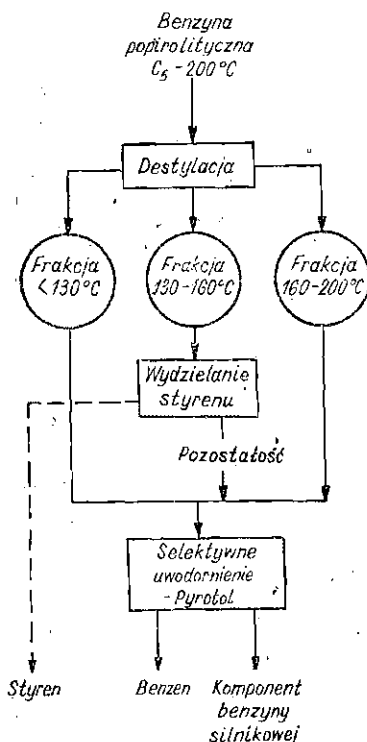 Benzyna
popirolityczna
C5-200°C
Destylacja
Frakcja
<130°C
Frakcja
130-160°C
Frakcja
160-200°C
Wydzielanie
styrenu
Pozostałość
Selektywne
uwodornienie
-Pyrotol
Styren
Benzen
Komponent
benzyny
silnikowej